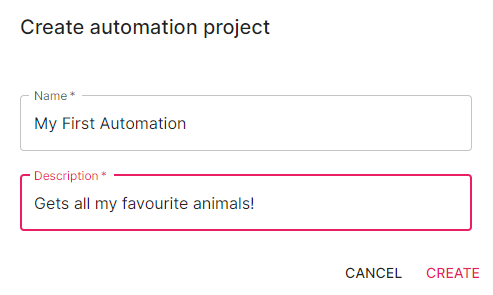 Create automation project
Name *
My First Automation
Description *
Gets all my favourite animals!
CANCEL CREATE